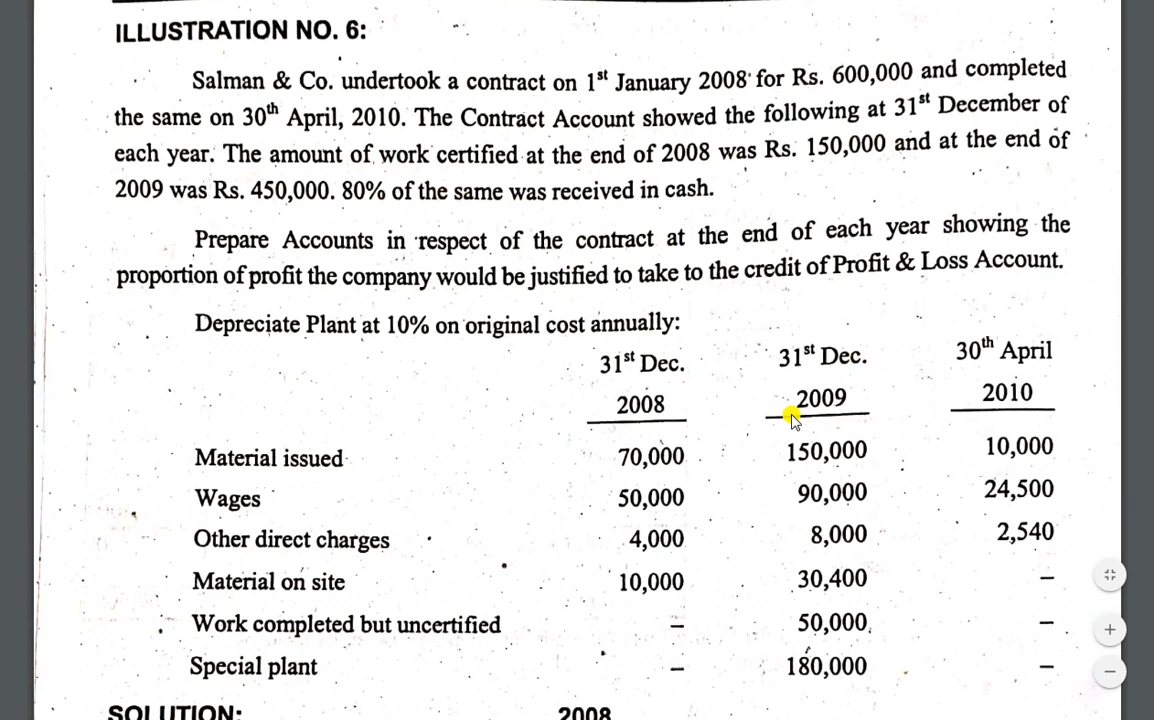 ILLUSTRATION NO. 6:
Salman & Co. undertook a contract on 1st January 2008 for Rs. 600,000 and completed
the same on 30th April, 2010. The Contract Account showed the following at 31st December of
each year. The amount of work certified at the end of 2008 was Rs. 150,000 and at the end of
2009 was Rs. 450,000. 80% of the same was received in cash.
Prepare Accounts in respect of the contract at the end of each year showing the
proportion of profit the company would be justified to take to the credit of Profit & Loss Account.
Depreciate Plant at 10% on original cost annually:
31st Dec. 31st Dec. 30th April
2008 2009 2010
Material issued 70,000 150,000 10,000
Wages 50,000 90,000 24,500
Other direct charges 4,000 8,000 2,540
Material on site 10,000 30,400 –
Work completed but uncertified – 50,000 –
Special plant – 180,000 –
SOLUTION: 2008